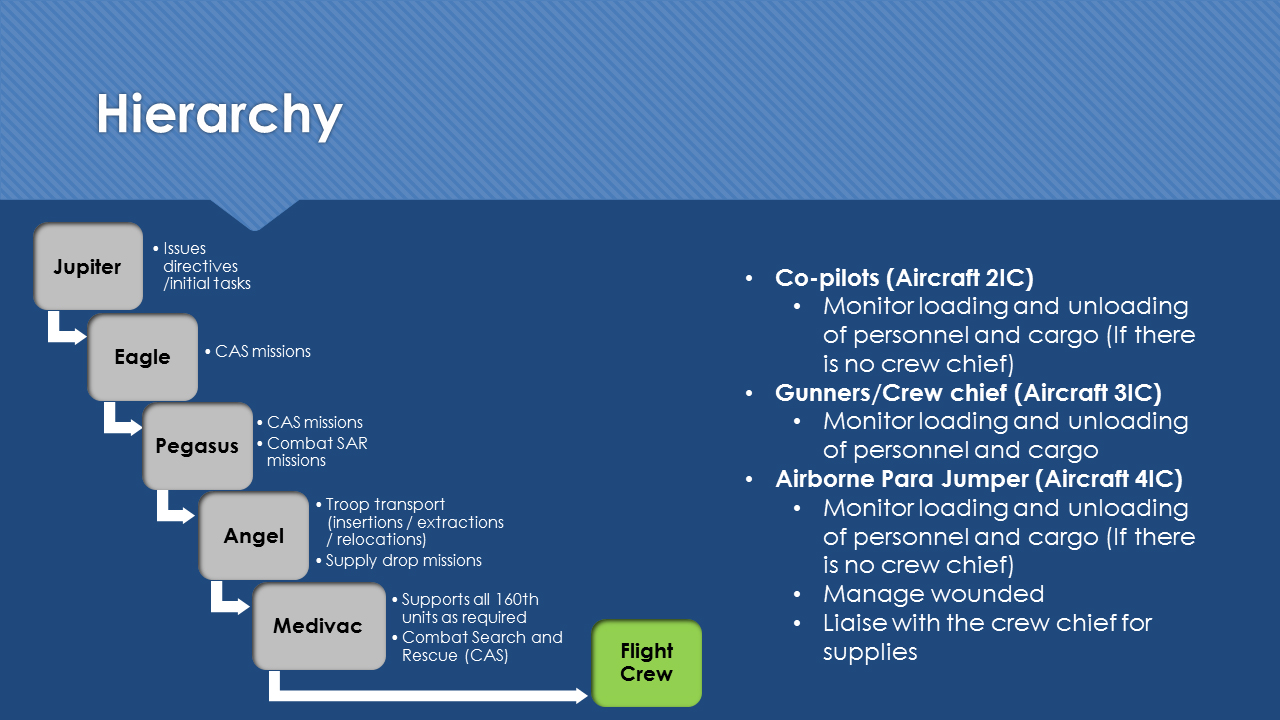 Hierarchy
Jupiter
• Issues
directives
/initial tasks
Eagle
• CAS missions
Pegasus
• CAS missions
• Combat SAR
missions
Angel
• Troop transport
(insertions / extractions
/ relocations)
• Supply drop missions
Medivac
• Supports all 160th
units as required
• Combat Search and
Rescue (CAS)
Flight
Crew
• Co-pilots (Aircraft 2IC)
• Monitor loading and unloading
of personnel and cargo (If there
is no crew chief)
• Gunners/Crew chief (Aircraft 3IC)
• Monitor loading and unloading
of personnel and cargo
• Airborne Para Jumper (Aircraft 4IC)
• Monitor loading and unloading
of personnel and cargo (If there
is no crew chief)
• Manage wounded
• Liaise with the crew chief for
supplies